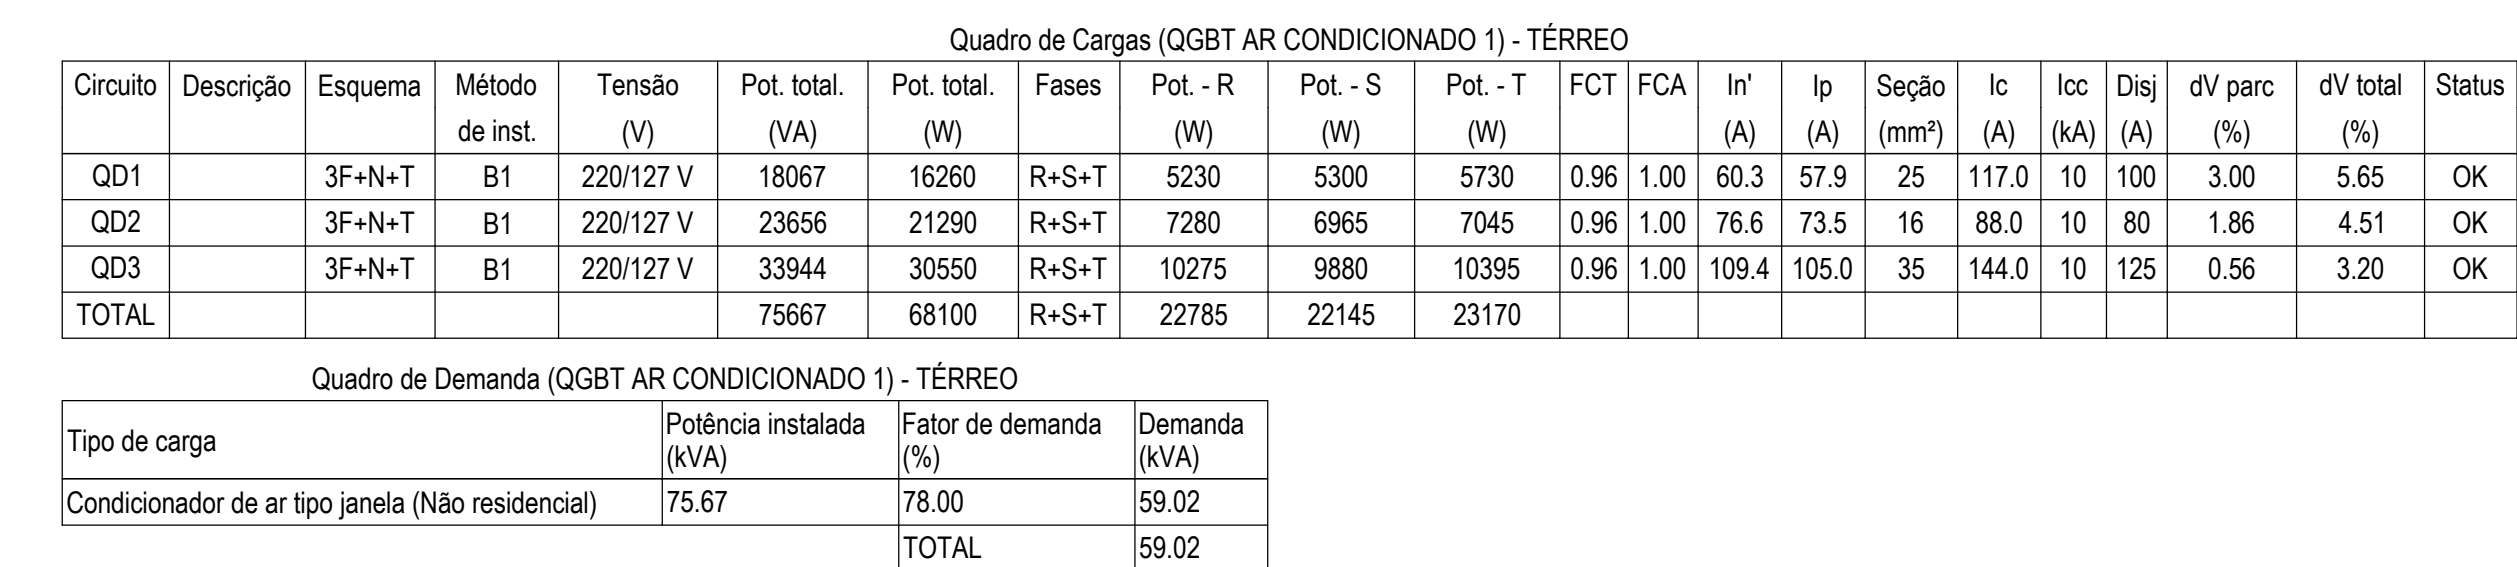 Quadro de Cargas (QGBT AR CONDICIONADO 1) - TÉRREO
Circuito Descrição Esquema Método Tensão Pot. total. Pot. total. Fases Pot. - R Pot. - S Pot. - T FCT FCA In' Ip Seção Ic Icc Disj dV parc dV total Status
de inst. (V) (VA) (W) (W) (W) (W) (A) (A) (mm²) (A) (kA) (A) (%) (%)
QD1 3F+N+T B1 220/127 V 18067 16260 R+S+T 5230 5300 5730 0.96 1.00 60.3 57.9 25 117.0 10 100 3.00 5.65 OK
QD2 3F+N+T B1 220/127 V 23656 21290 R+S+T 7280 6965 7045 0.96 1.00 76.6 73.5 16 88.0 10 80 1.86 4.51 OK
QD3 3F+N+T B1 220/127 V 33944 30550 R+S+T 10275 9880 10395 0.96 1.00 109.4 105.0 35 144.0 10 125 0.56 3.20 OK
TOTAL 75667 68100 R+S+T 22785 22145 23170
Quadro de Demanda (QGBT AR CONDICIONADO 1) - TÉRREO
Tipo de carga Potência instalada Fator de demanda Demanda
(kVA) (%) (kVA)
Condicionador de ar tipo janela (Não residencial) 75.67 78.00 59.02
TOTAL 59.02